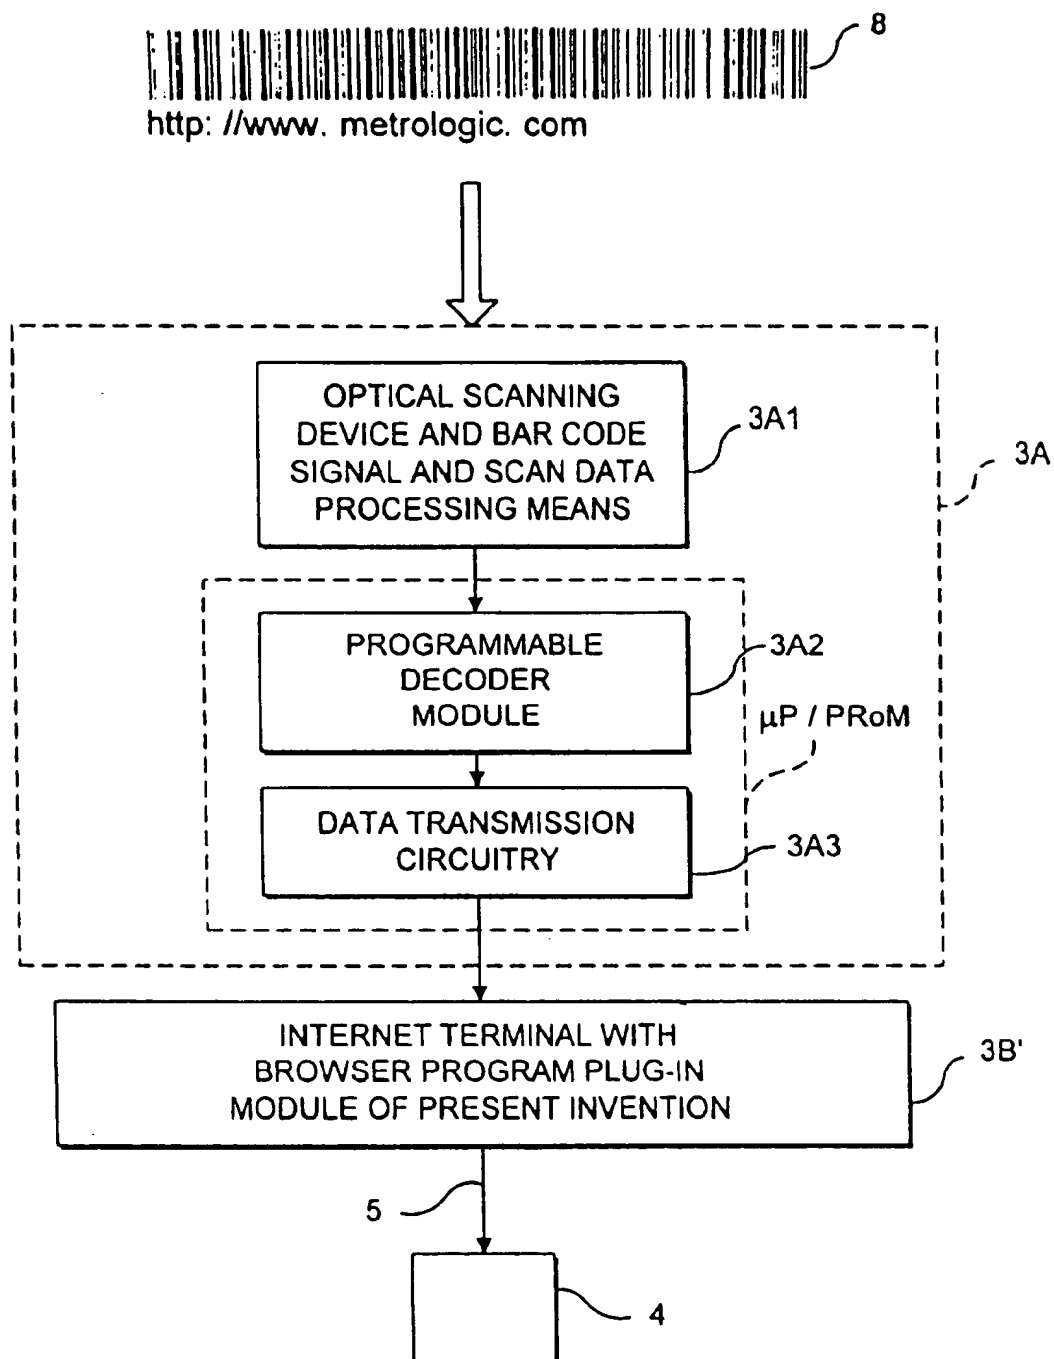 8
http: //www. metrologic. com
OPTICAL SCANNING
DEVICE AND BAR CODE
SIGNAL AND SCAN DATA
PROCESSING MEANS
3A1
3A
PROGRAMMABLE
DECODER
MODULE
3A2
µP / PRoM
DATA TRANSMISSION
CIRCUITRY
3A3
INTERNET TERMINAL WITH
BROWSER PROGRAM PLUG-IN
MODULE OF PRESENT INVENTION
3B'
5
4